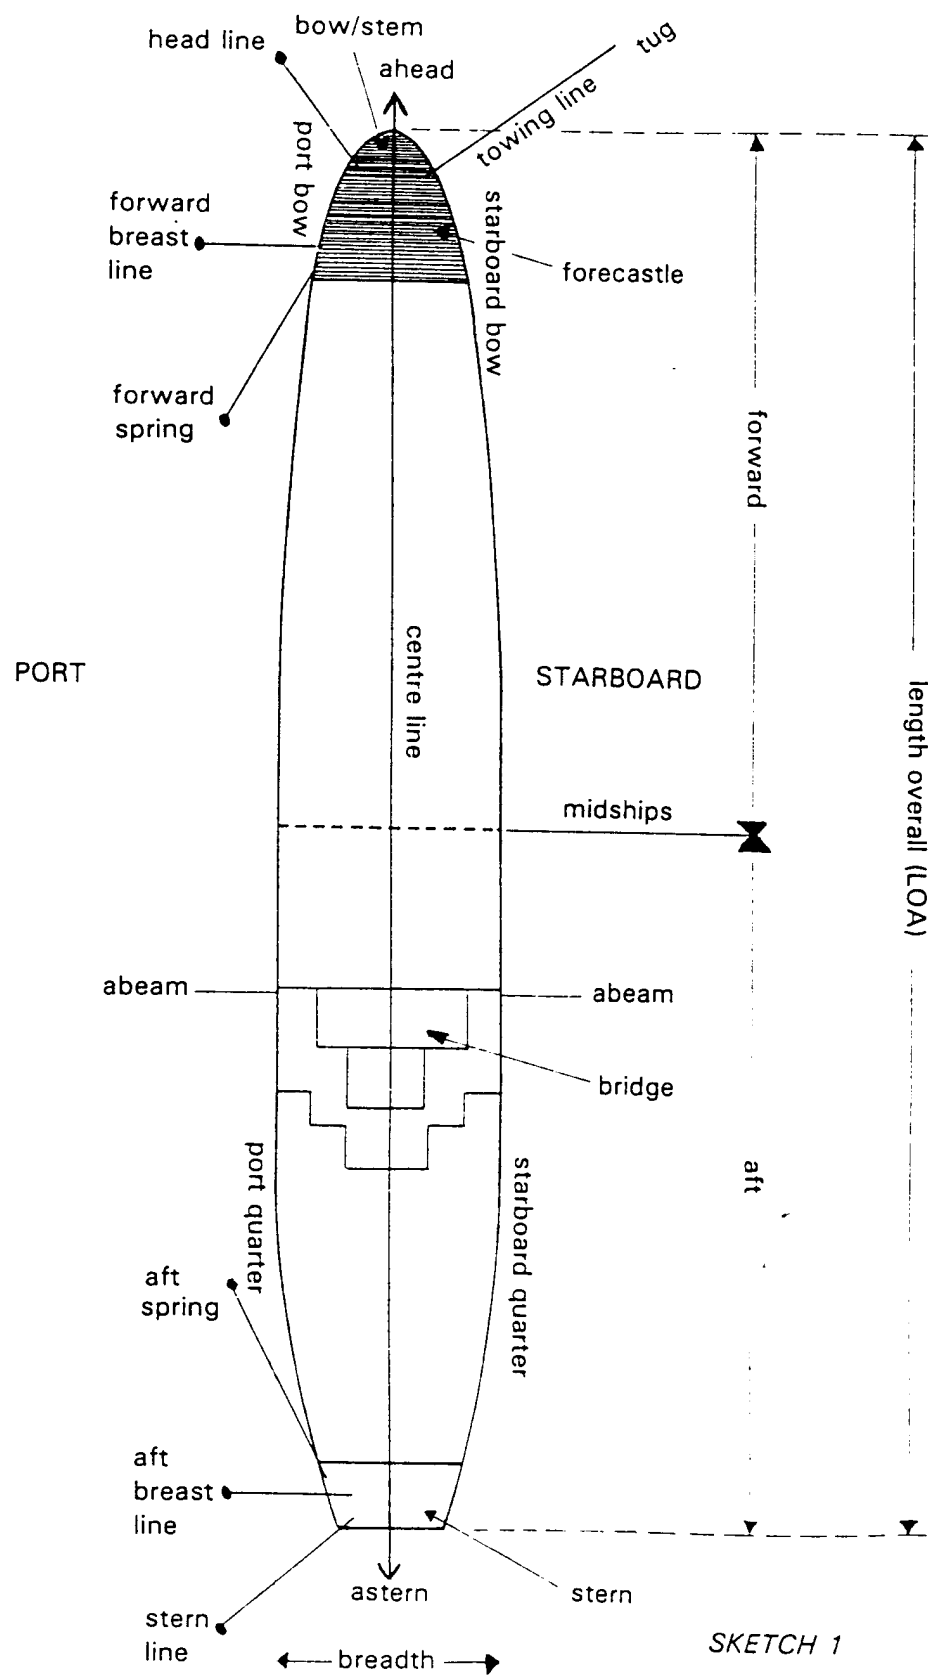 bow/stem
head line
tug
ahead
towing line
port bow
forward
breast
line
starboard bow
forecastle
forward
spring
forward
centre line
PORT
STARBOARD
length overall (LOA)
midships
abeam
abeam
bridge
port quarter
starboard quarter
aft
aft
spring
aft
breast
line
astern
stern
stern
line
breadth
SKETCH 1